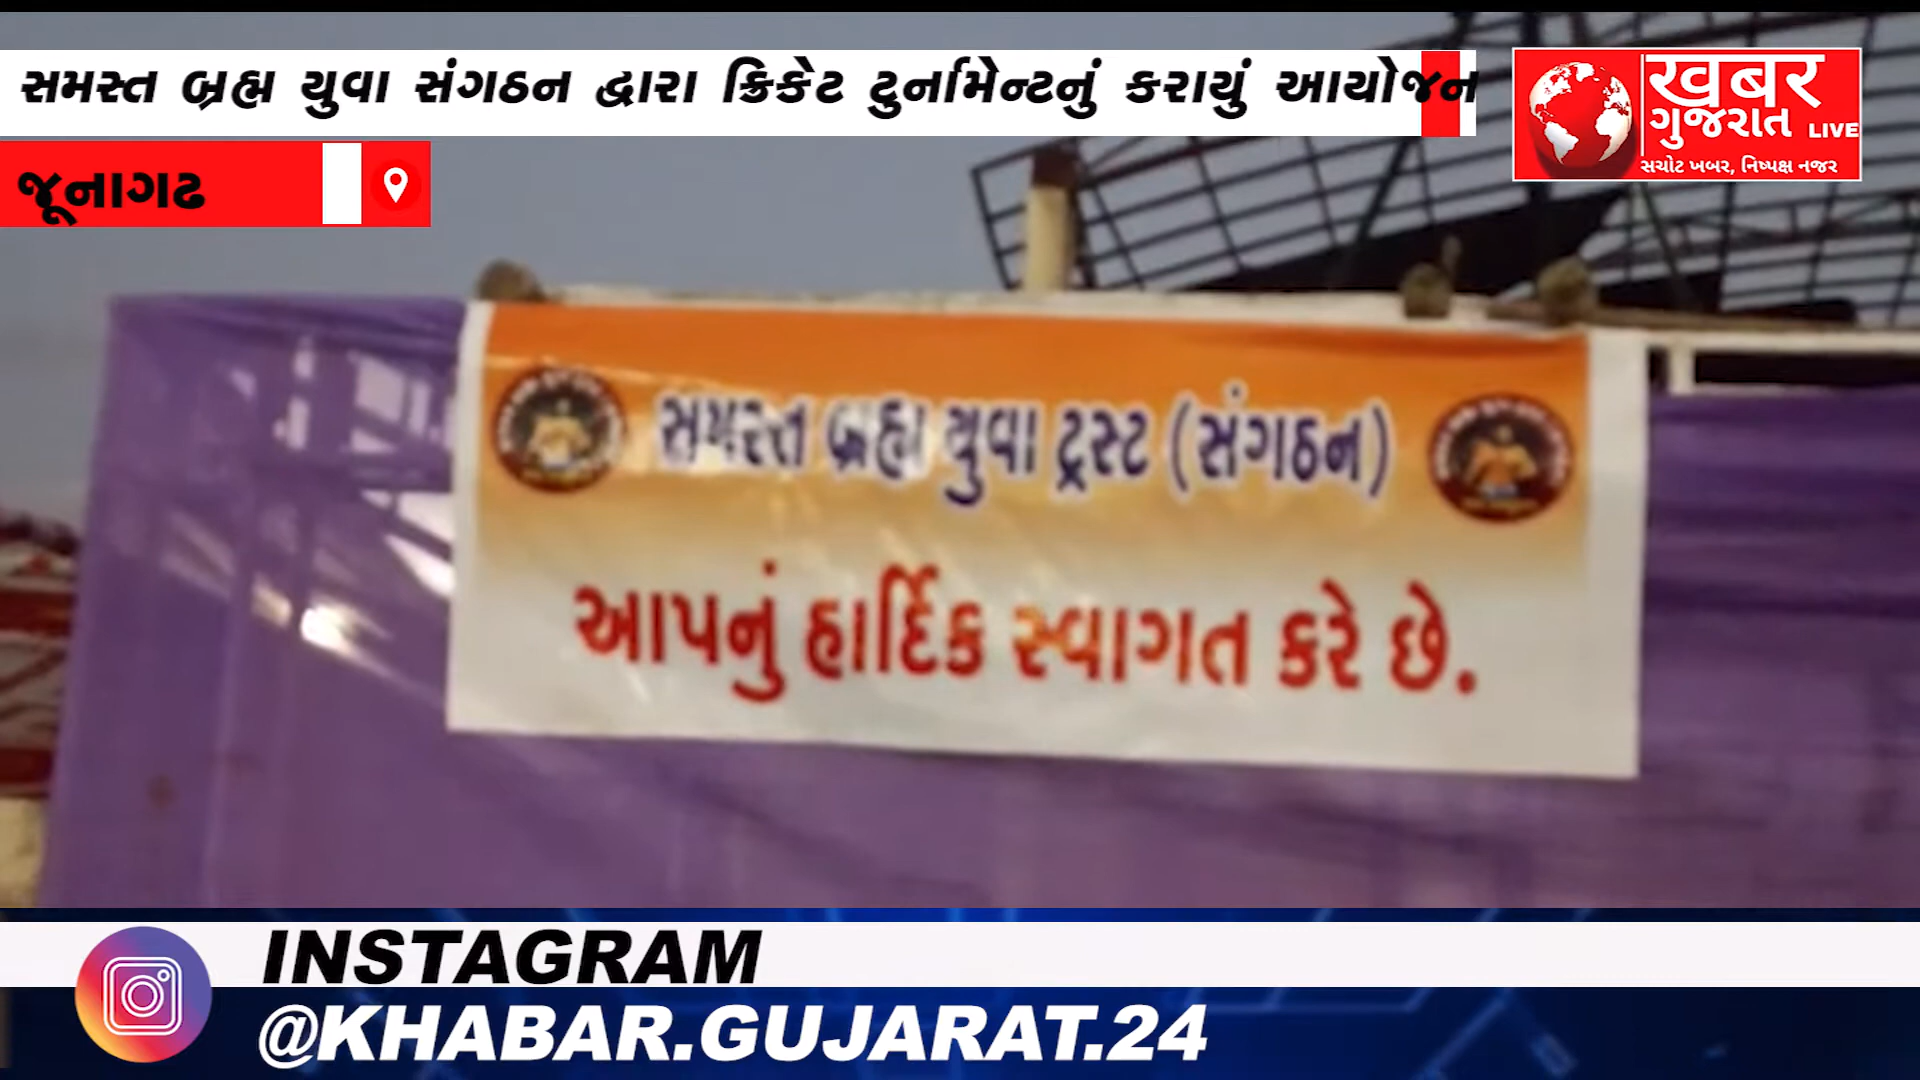 સમસ્ત બ્રહ્મ યુવા સંગઠન દ્વારા ક્રિકેટ ટુર્નામેન્ટનું કરાયું આયોજન
જૂનાગઢ
ખબર
ગુજરાત LIVE
સચોટ ખબર, નિષ્પક્ષ નજર
સમસ્ત બ્રહ્મ યુવા ટ્રસ્ટ (સંગઠન)
આપનું હાર્દિક સ્વાગત કરે છે.
INSTAGRAM
@KHABAR.GUJARAT.24